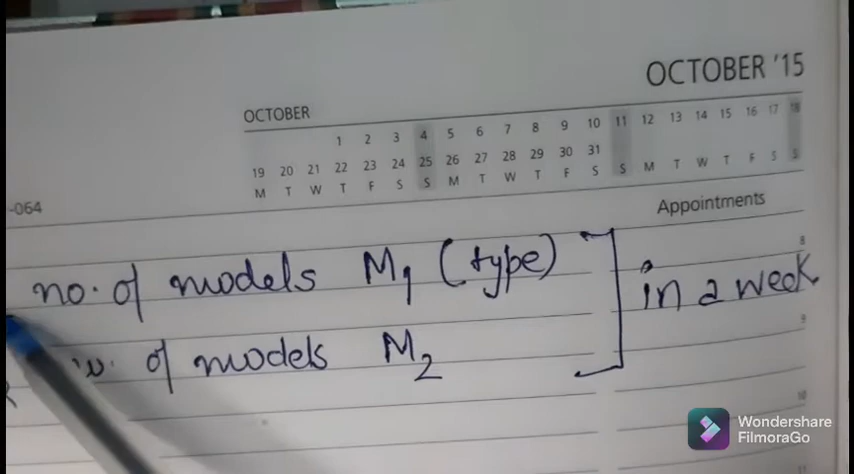 OCTOBER '15
OCTOBER
1 2 3 4 5 6 7 8 9 10 11 12 13 14 15 16 17 18
19 20 21 22 23 24 25 26 27 28 29 30 31
M T W T F S S M T W T F S S M T W T F S S
-064
Appointments
8
no. of models M1 (type)
in a week
9
of models M2
10
11
Wondershare
FilmoraGo